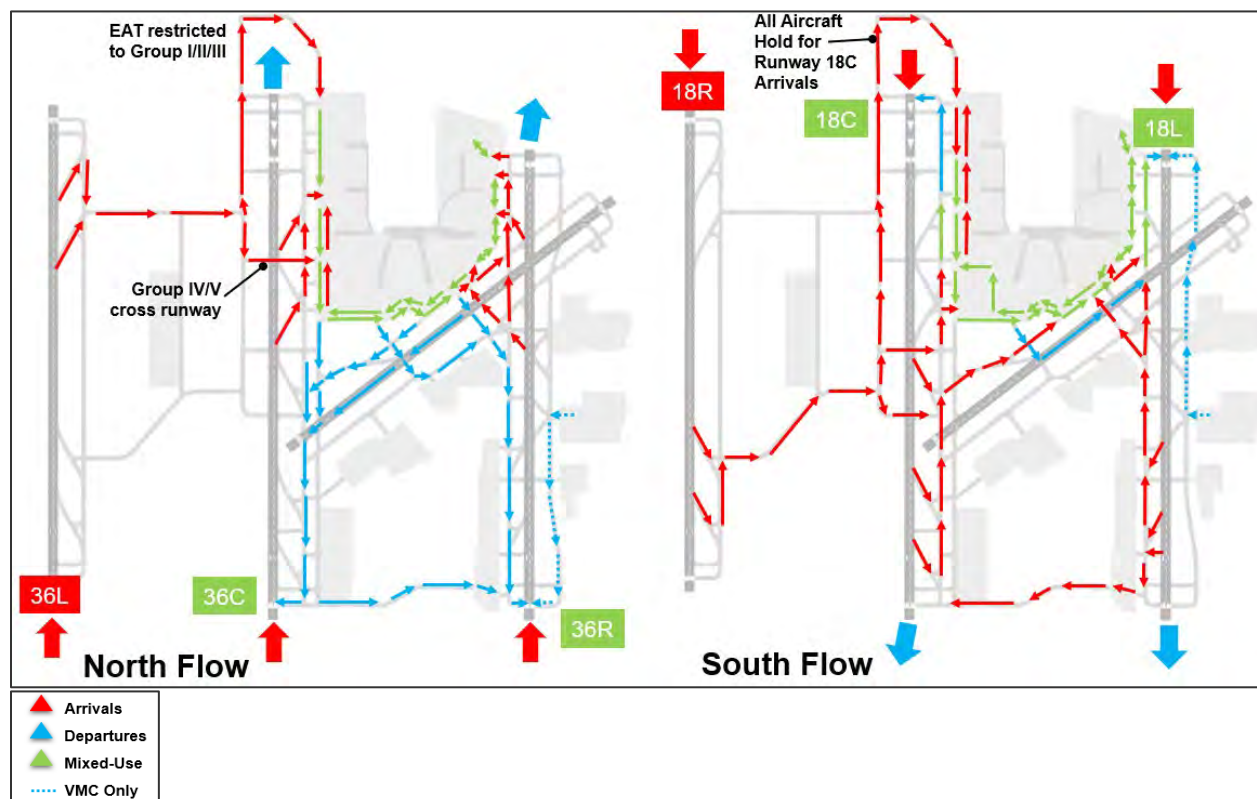 EAT restricted
to Group I/II/III
Group IV/V
cross runway
36L
36C
36R
North Flow
All Aircraft
Hold for
Runway 18C
Arrivals
18R
18C
18L
South Flow
Arrivals
Departures
Mixed-Use
VMC Only